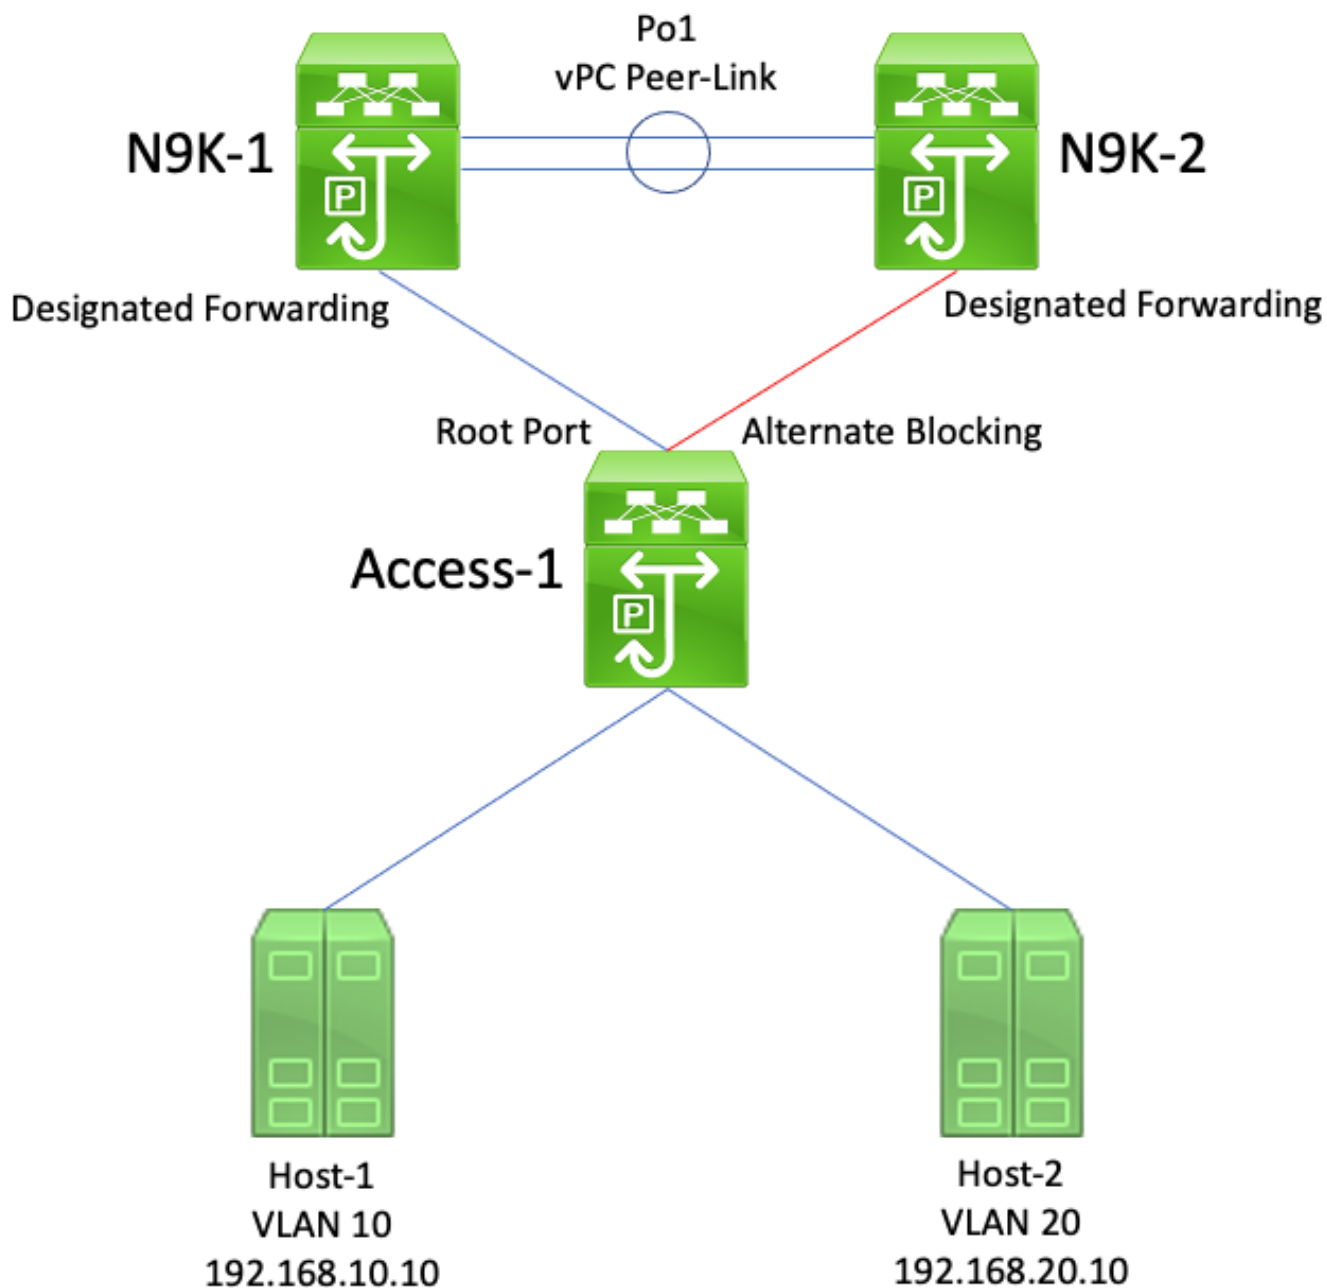 Po1
vPC Peer-Link
N9K-1
N9K-2
P
P
Designated Forwarding
Designated Forwarding
Root Port
Alternate Blocking
Access-1
P
Host-1
VLAN 10
192.168.10.10
Host-2
VLAN 20
192.168.20.10